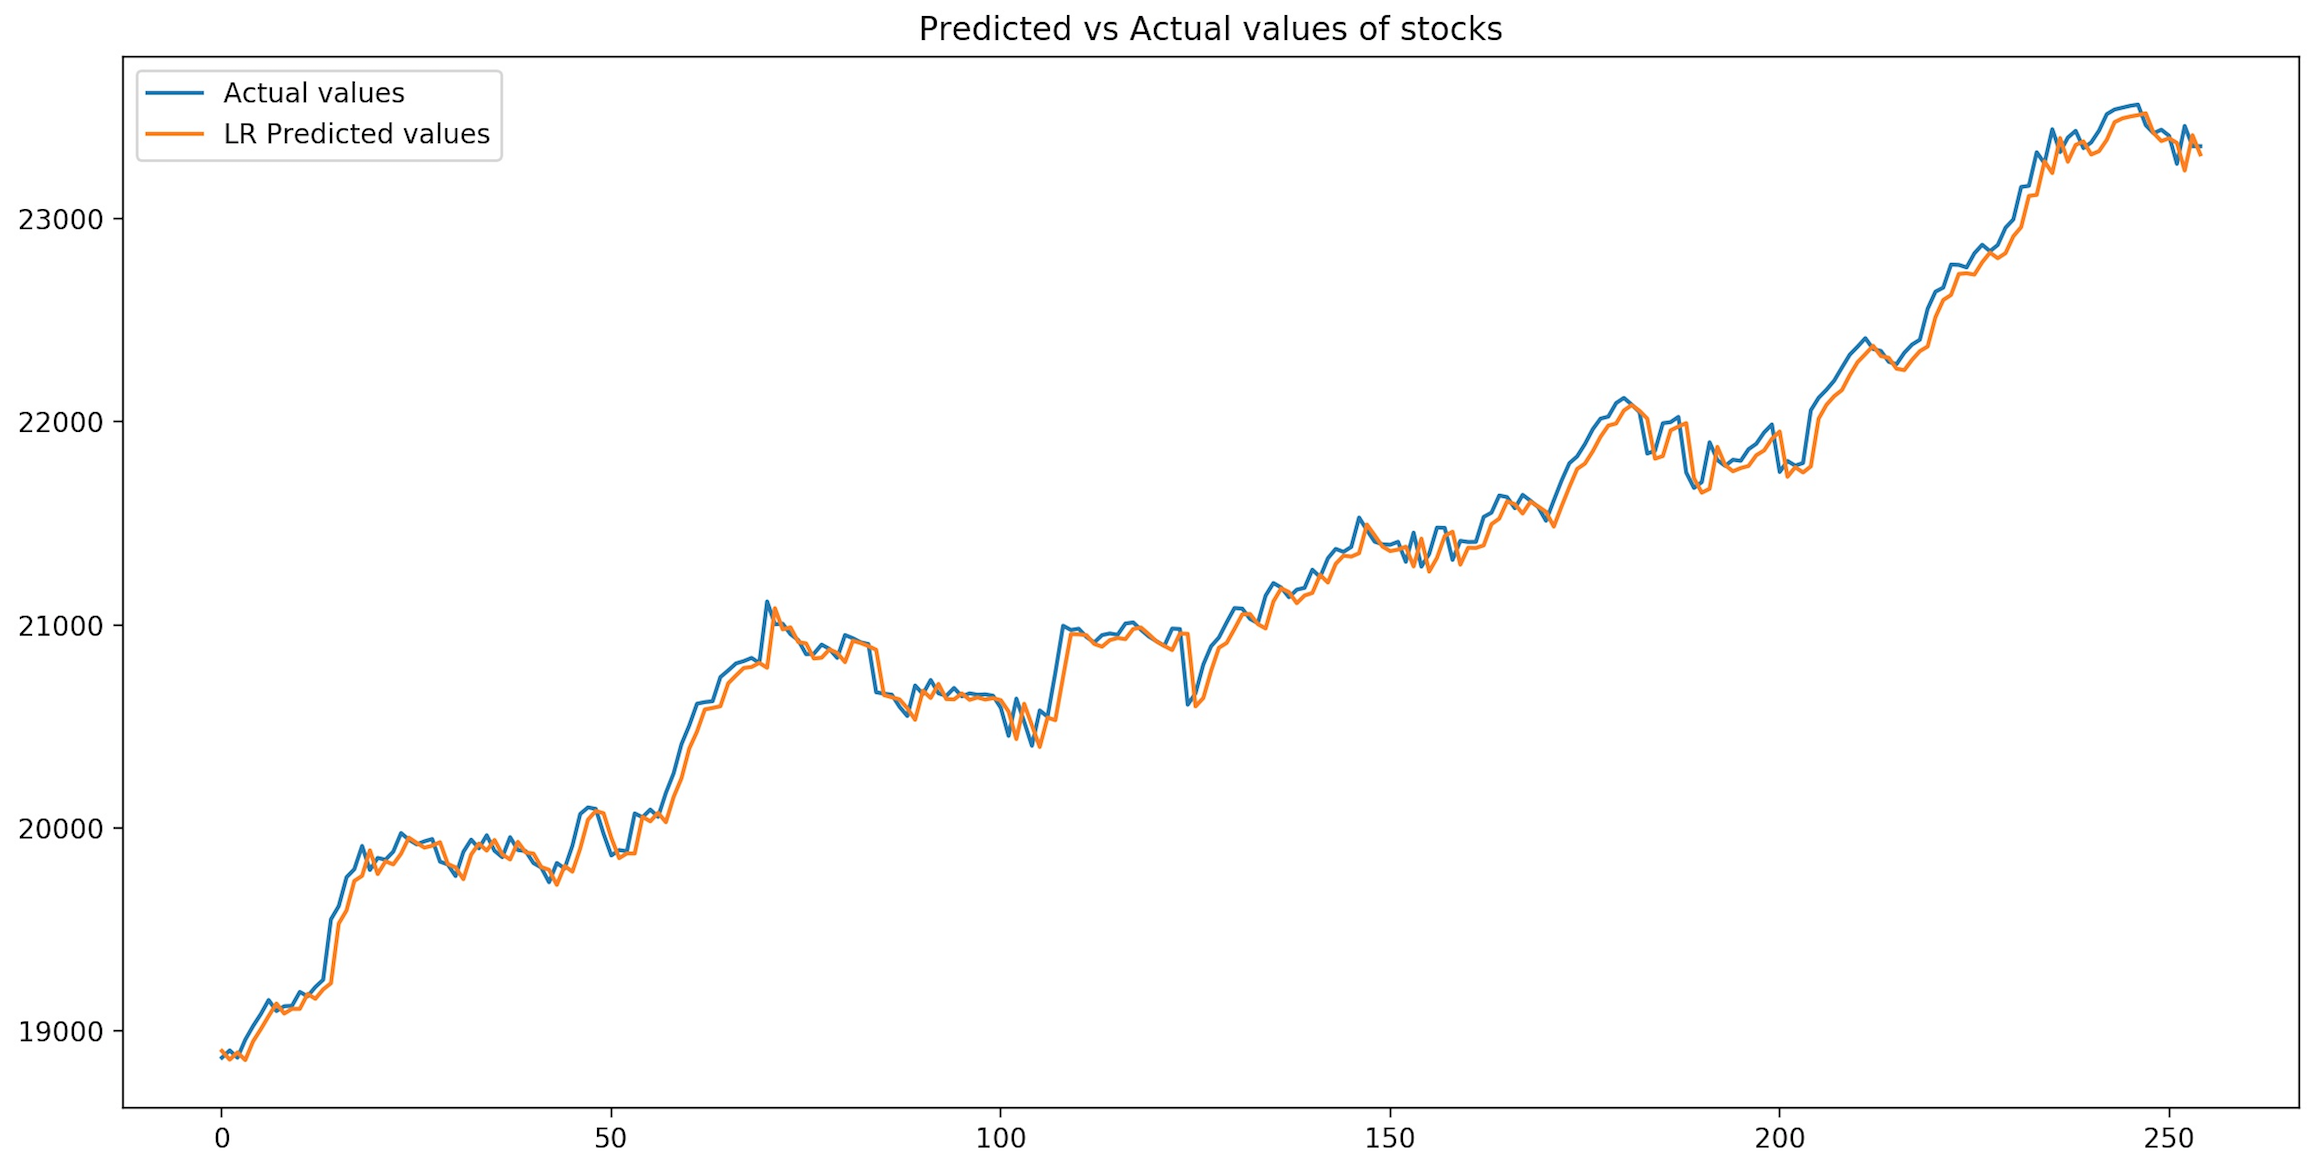 Predicted vs Actual values of stocks
Actual values
LR Predicted values
23000
22000
21000
20000
19000
0 50 100 150 200 250